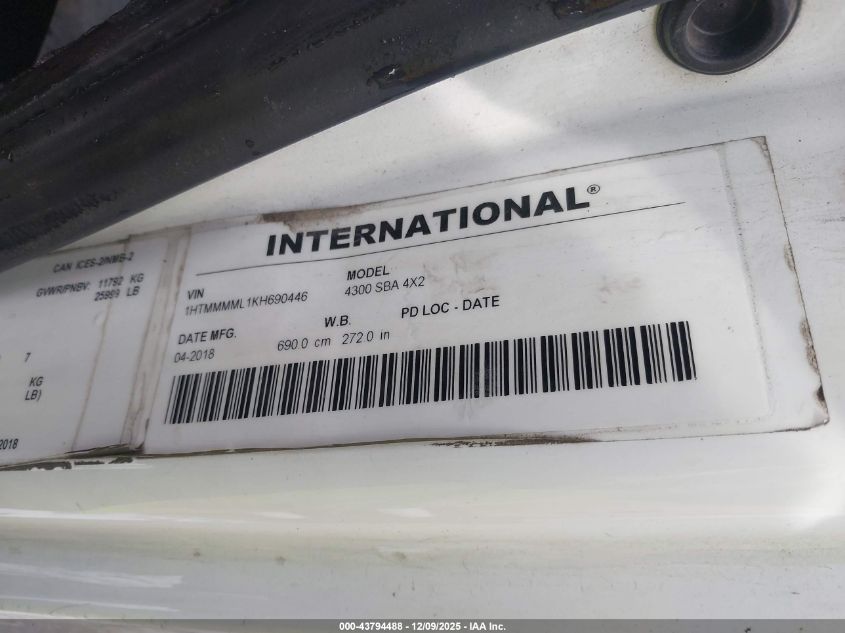 INTERNATIONAL®
CAN ICES-2/NMB-2
GVWR/PNBV: 11792 KG
25999 LB
7
KG
LB)
2018
VIN
1HTMMMML1KH690446
MODEL
4300 SBA 4X2
DATE MFG.
04-2018
W.B.
690.0 cm 272.0 in
PD LOC - DATE
000-43794488 - 12/09/2025 - IAA Inc.